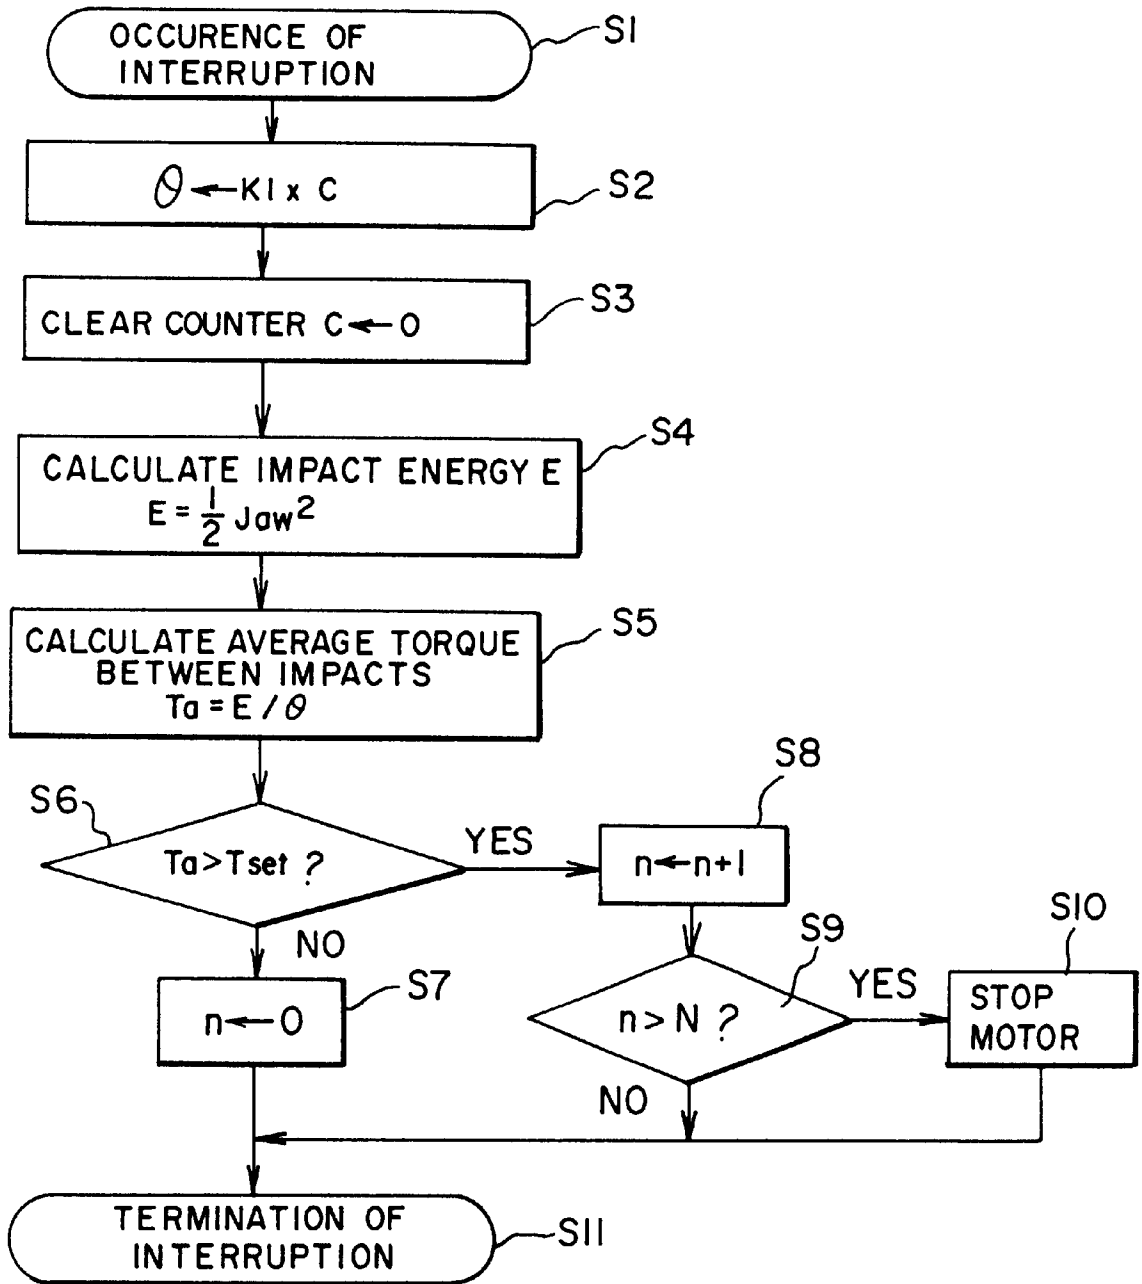 OCCURENCE OF
INTERRUPTION
S1
θ←K1 x C
S2
CLEAR COUNTER C←0
S3
CALCULATE IMPACT ENERGY E
E = 1/2 Jaw²
S4
CALCULATE AVERAGE TORQUE
BETWEEN IMPACTS
Ta = E / θ
S5
S6
Ta>Tset ?
YES
NO
S8
n←n+1
S7
n←0
S9
n> N ?
YES
NO
S10
STOP
MOTOR
TERMINATION OF
INTERRUPTION
S11